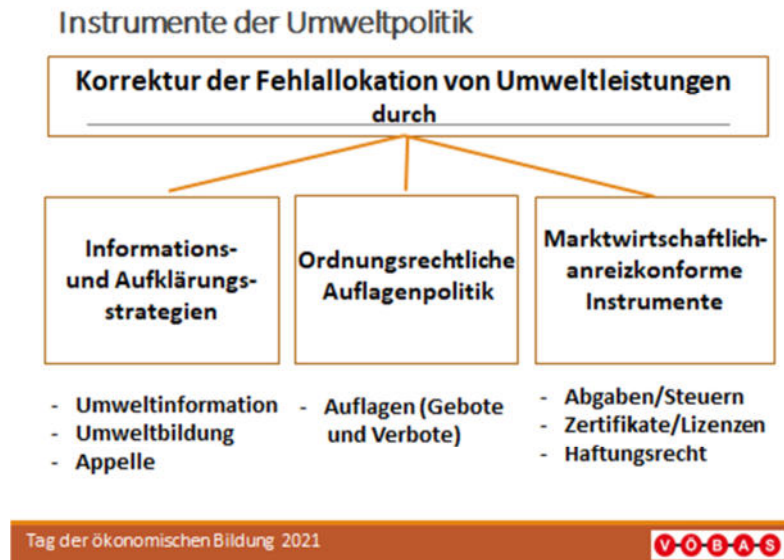 Instrumente der Umweltpolitik
Korrektur der Fehlallokation von Umweltleistungen
durch
Informations-
und Aufklärungs-
strategien
Ordnungsrechtliche
Auflagenpolitik
Marktwirtschaftlich-
anreizkonforme
Instrumente
- Umweltinformation
- Umweltbildung
- Appelle
- Auflagen (Gebote
und Verbote)
- Abgaben/Steuern
- Zertifikate/Lizenzen
- Haftungsrecht
Tag der ökonomischen Bildung 2021
V-Ö-B-A-S